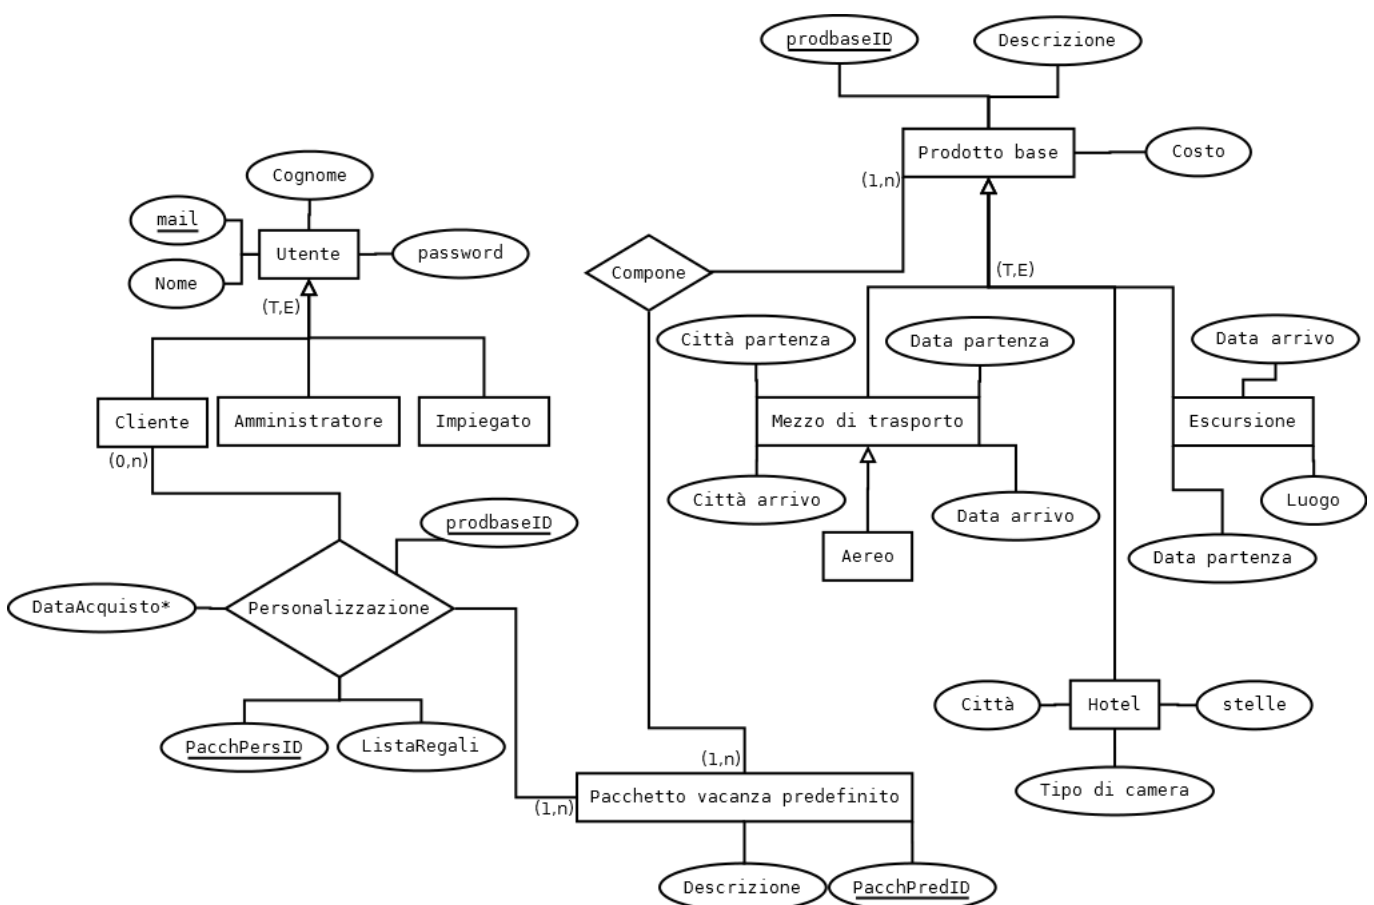 prodbaseID
Descrizione
Prodotto base
Costo
(1,n)
Cognome
mail
Utente
password
Nome
(T,E)
Compone
(T,E)
Città partenza
Data partenza
Data arrivo
Cliente
Amministratore
Impiegato
Mezzo di trasporto
Escursione
(0,n)
Città arrivo
Luogo
prodbaseID
Data arrivo
Aereo
Data partenza
DataAcquisto*
Personalizzazione
Città
Hotel
stelle
PacchPersID
ListaRegali
(1,n)
Tipo di camera
Pacchetto vacanza predefinito
(1,n)
Descrizione
PacchPredID